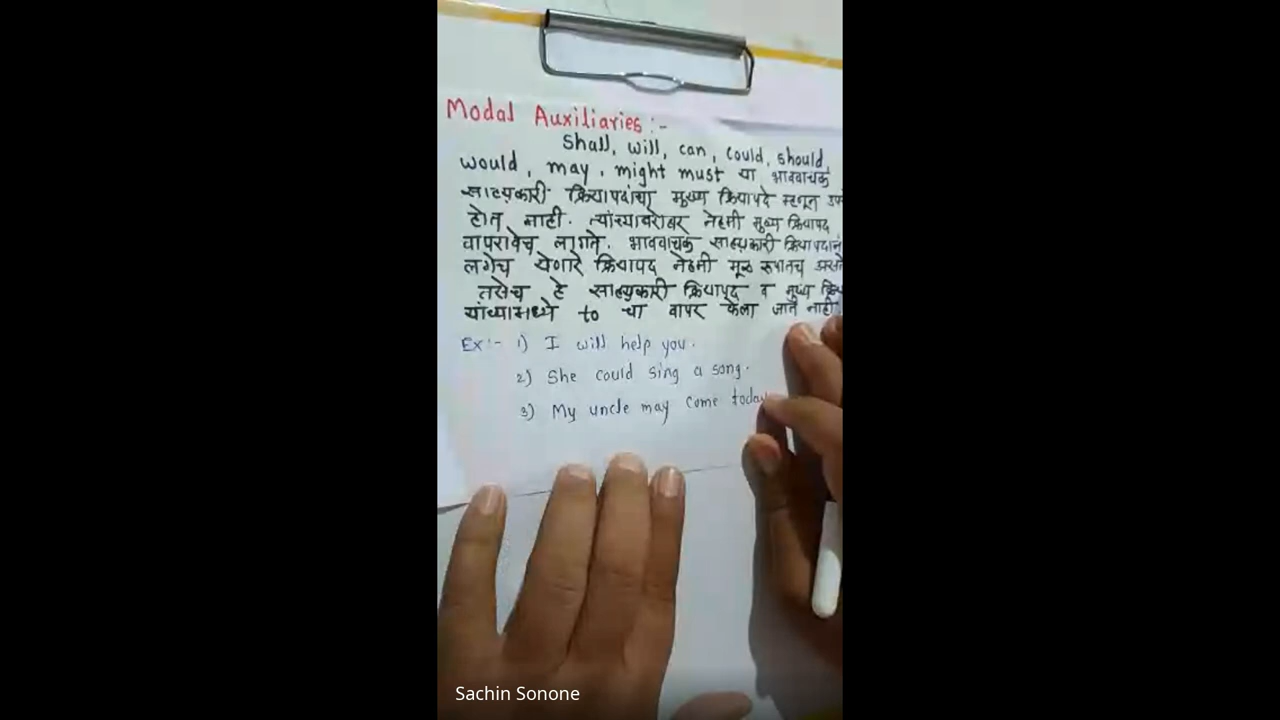 Modal Auxiliaries :-
Shall, will, can, could, should,
would, may, might must या भाववाचक
साह्यकारी क्रियापदांचा मुख्य क्रियापदे म्हणून
होत नाही. त्यांच्याबरोबर नेहमी मुख्य क्रियापद
वापरावेच लागते. भाववाचक साह्यकारी
लगेच येणारे क्रियापद नेहमी मूळ रूपातच
तसेच हे साह्यकारी क्रियापद व मुख्य
यांच्यामध्ये to चा वापर केला जात नाही
Ex :- 1) I will help you.
2) She could sing a song.
3) My uncle may come today
Sachin Sonone